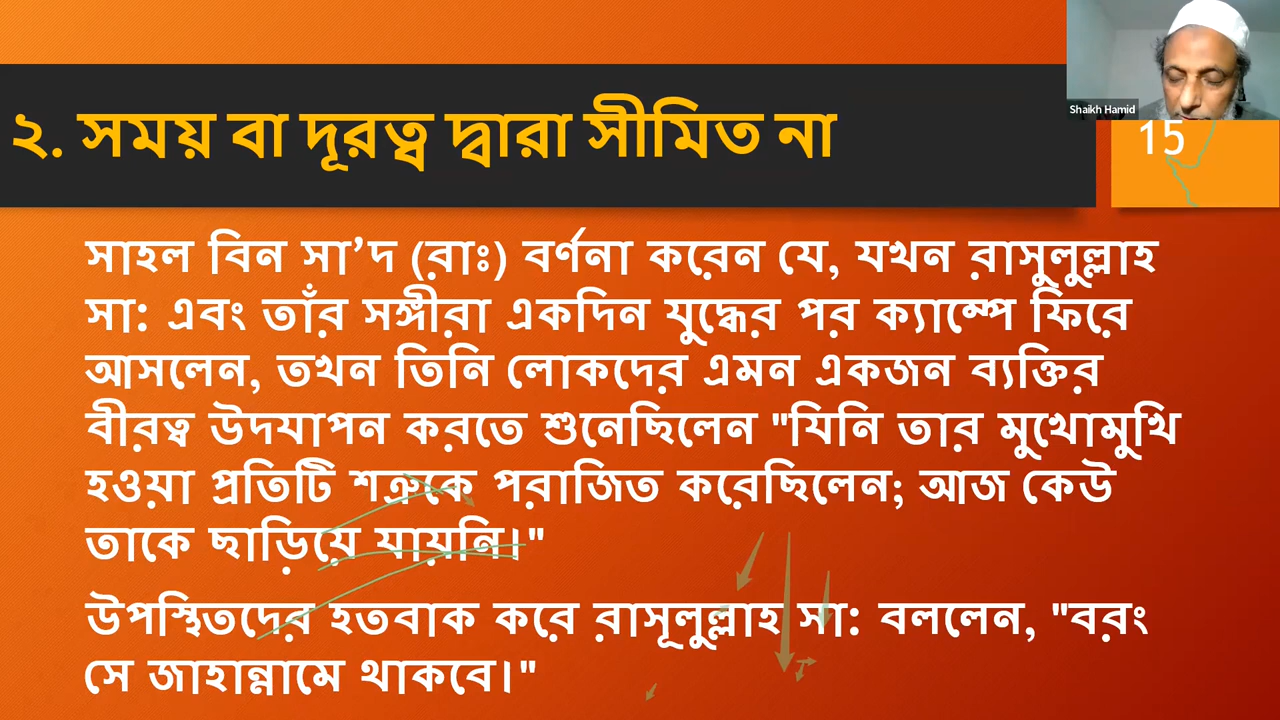 Shaikh Hamid
২. সময় বা দূরত্ব দ্বারা সীমিত না
15
সাহল বিন সা’দ (রাঃ) বর্ণনা করেন যে, যখন রাসুলুল্লাহ
সা: এবং তাঁর সঙ্গীরা একদিন যুদ্ধের পর ক্যাম্পে ফিরে
আসলেন, তখন তিনি লোকদের এমন একজন ব্যক্তির
বীরত্ব উদযাপন করতে শুনেছিলেন "যিনি তার মুখোমুখি
হওয়া প্রতিটি শত্রুকে পরাজিত করেছিলেন; আজ কেউ
তাকে ছাড়িয়ে যায়নি।"
উপস্থিতদের হতবাক করে রাসূলুল্লাহ সা: বললেন, "বরং
সে জাহান্নামে থাকবে।"